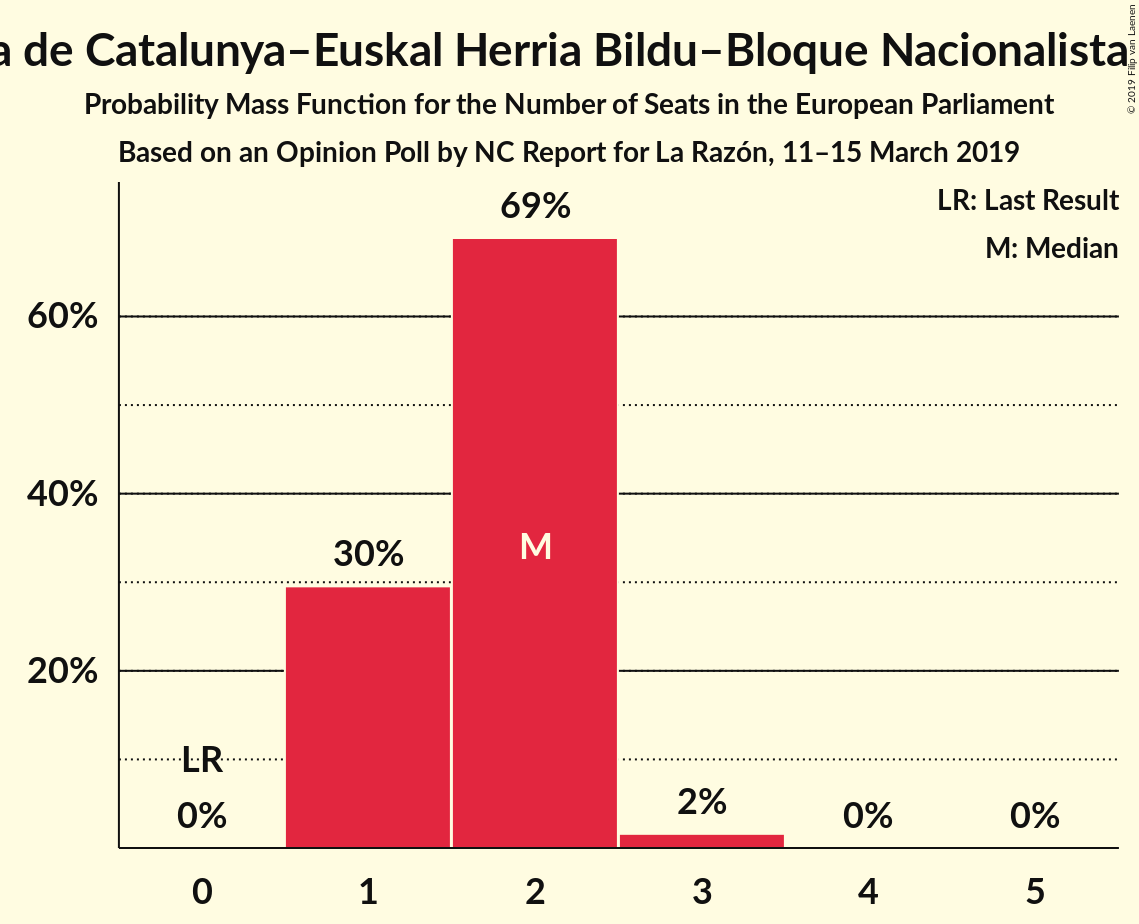 a de Catalunya–Euskal Herria Bildu–Bloque Nacionalista
Probability Mass Function for the Number of Seats in the European Parliament
Based on an Opinion Poll by NC Report for La Razón, 11–15 March 2019
© 2019 Filip van Laenen
LR: Last Result
M: Median
69%
60%
40%
30%
M
20%
LR
0%
2%
0%
0%
0 1 2 3 4 5